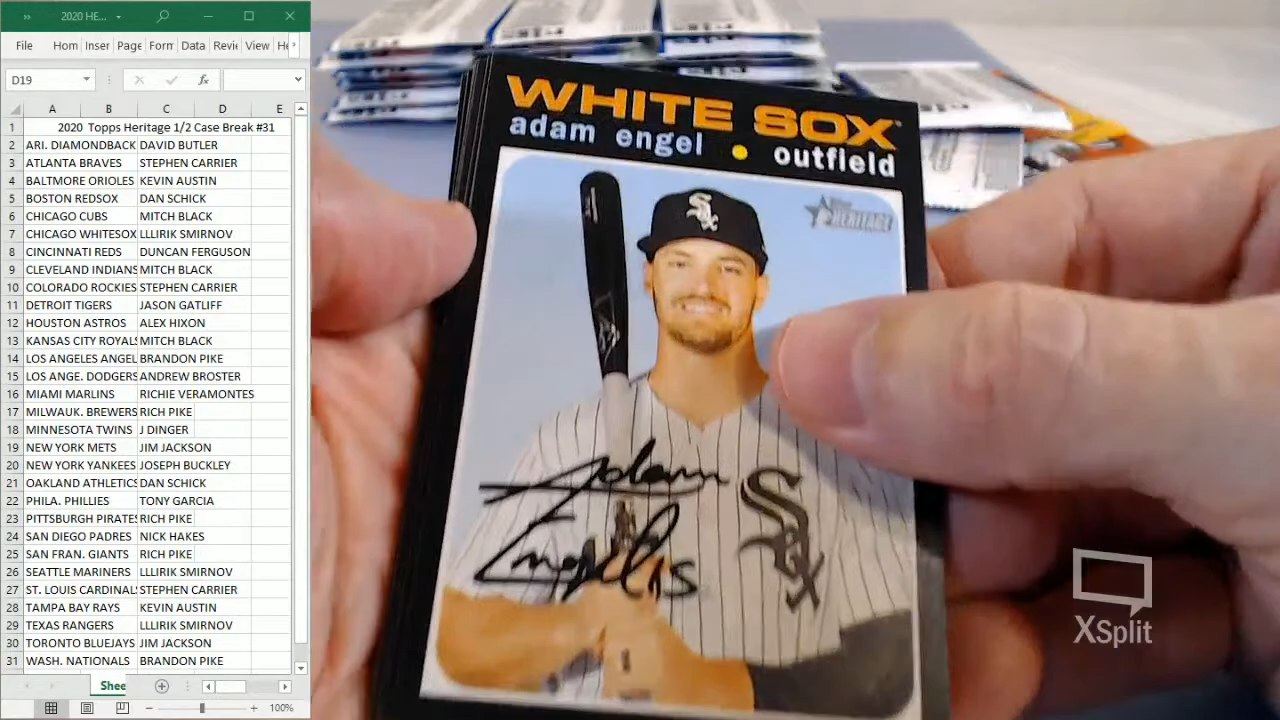 2020 HE...
File Hom Inser Page Form Data Revie View He
D19
fx
A B C D E
1 2020 Topps Heritage 1/2 Case Break #31
2 ARI. DIAMONDBACK DAVID BUTLER
3 ATLANTA BRAVES STEPHEN CARRIER
4 BALTMORE ORIOLES KEVIN AUSTIN
5 BOSTON REDSOX DAN SCHICK
6 CHICAGO CUBS MITCH BLACK
7 CHICAGO WHITESOX LLLIRIK SMIRNOV
8 CINCINNATI REDS DUNCAN FERGUSON
9 CLEVELAND INDIANS MITCH BLACK
10 COLORADO ROCKIES STEPHEN CARRIER
11 DETROIT TIGERS JASON GATLIFF
12 HOUSTON ASTROS ALEX HIXON
13 KANSAS CITY ROYALS MITCH BLACK
14 LOS ANGELES ANGEL BRANDON PIKE
15 LOS ANGE. DODGERS ANDREW BROSTER
16 MIAMI MARLINS RICHIE VERAMONTES
17 MILWAUK. BREWERS RICH PIKE
18 MINNESOTA TWINS J DINGER
19 NEW YORK METS JIM JACKSON
20 NEW YORK YANKEES JOSEPH BUCKLEY
21 OAKLAND ATHLETICS DAN SCHICK
22 PHILA. PHILLIES TONY GARCIA
23 PITTSBURGH PIRATES RICH PIKE
24 SAN DIEGO PADRES NICK HAKES
25 SAN FRAN. GIANTS RICH PIKE
26 SEATTLE MARINERS LLLIRIK SMIRNOV
27 ST. LOUIS CARDINALS STEPHEN CARRIER
28 TAMPA BAY RAYS KEVIN AUSTIN
29 TEXAS RANGERS LLLIRIK SMIRNOV
30 TORONTO BLUEJAYS JIM JACKSON
31 WASH. NATIONALS BRANDON PIKE
Shee
100%
WHITE SOX
adam engel • outfield
Topps HERITAGE
Sox
Adam
Sox
XSplit